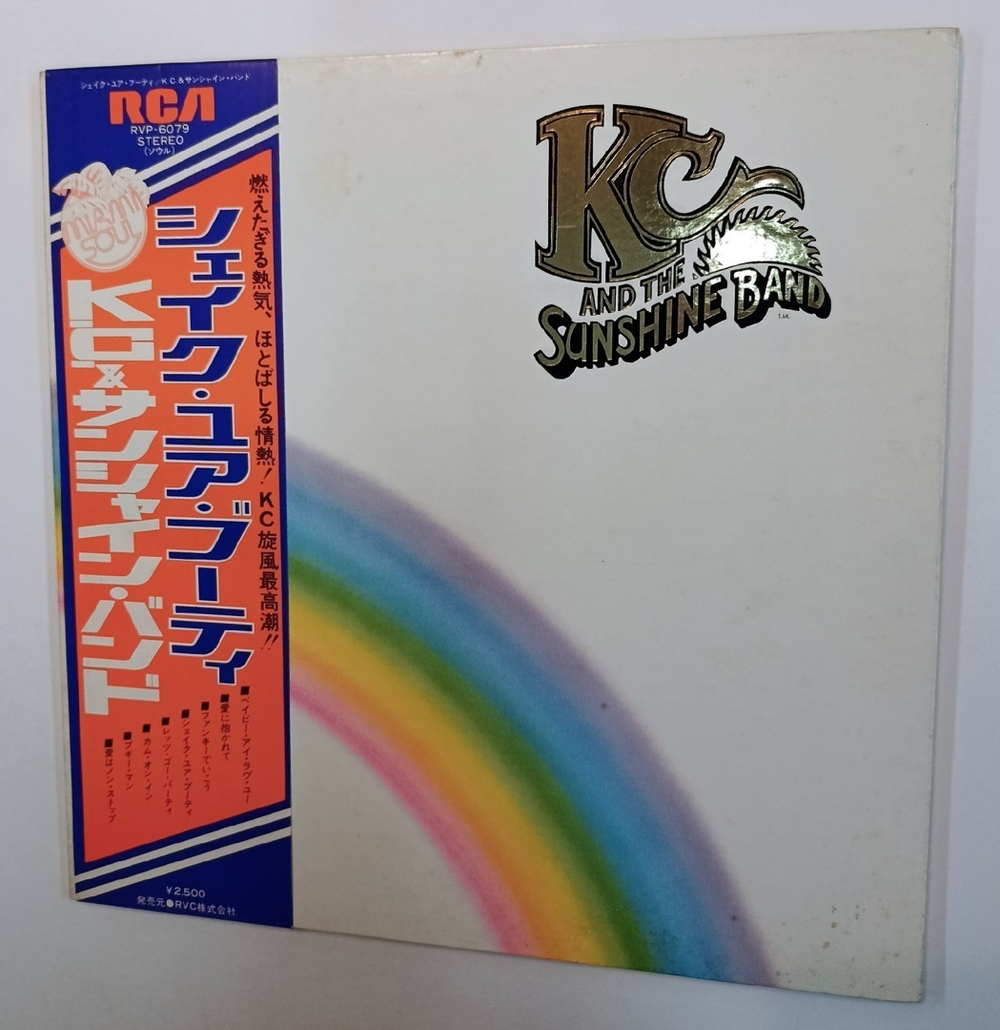 シェイク・ユア・ブーティ/KC&サンシャイン・バンド
RCA
RVP-6079
STEREO
(ソウル)
THE
MIAMI
SOUL
燃えたぎる熱気、ほとばしる情熱!KC旋風最高潮!!
シェイク・ユア・ブーティ
KC&サンシャイン・バンド
■ベイビー・アイ・ラヴ・ユー
■愛に抱かれて
■ファンキーでいこう
■シェイク・ユア・ブーティ
■レッツ・ゴー・パーティ
■カム・オン・イン
■ブギー・マン
■愛はノン・ストップ
¥2,500
発売元●RVC株式会社
KC
AND THE
SUNSHINE BAND